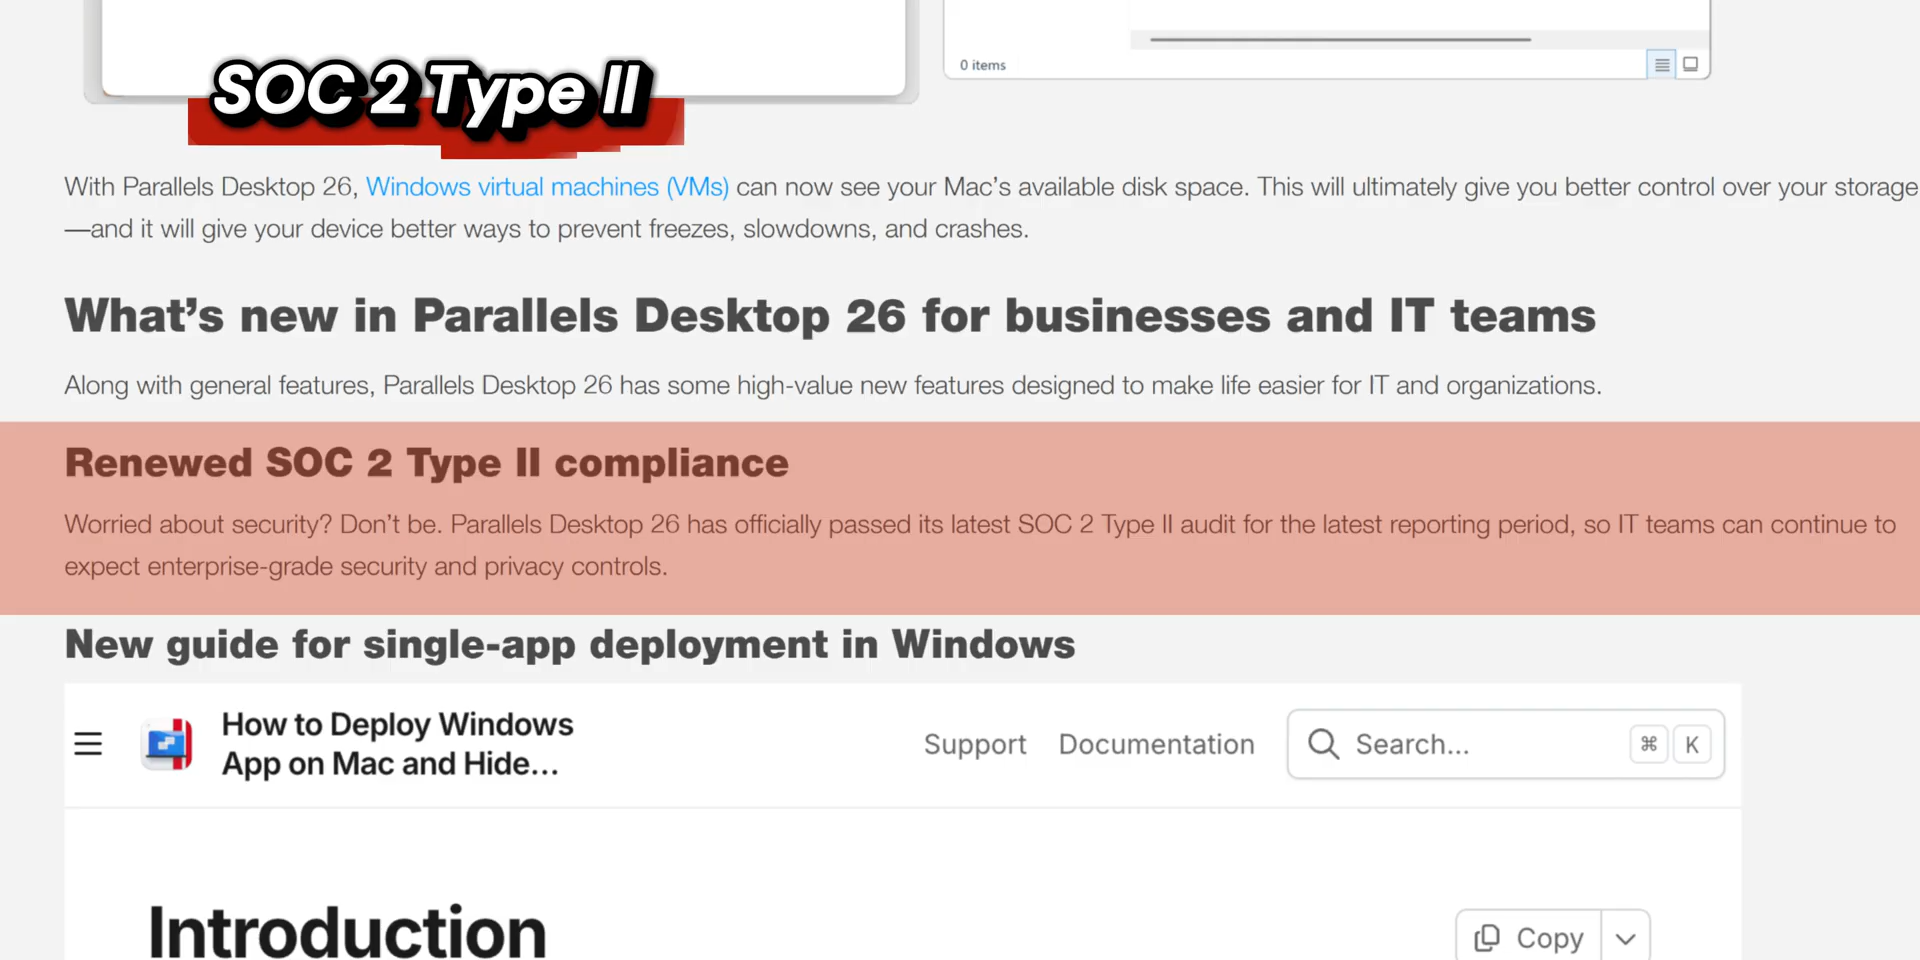 0 items
SOC 2 Type II
With Parallels Desktop 26, Windows virtual machines (VMs) can now see your Mac’s available disk space. This will ultimately give you better control over your storage
—and it will give your device better ways to prevent freezes, slowdowns, and crashes.
What’s new in Parallels Desktop 26 for businesses and IT teams
Along with general features, Parallels Desktop 26 has some high-value new features designed to make life easier for IT and organizations.
Renewed SOC 2 Type II compliance
Worried about security? Don’t be. Parallels Desktop 26 has officially passed its latest SOC 2 Type II audit for the latest reporting period, so IT teams can continue to
expect enterprise-grade security and privacy controls.
New guide for single-app deployment in Windows
How to Deploy Windows
App on Mac and Hide...
Support Documentation Search... ⌘ K
Introduction
Copy